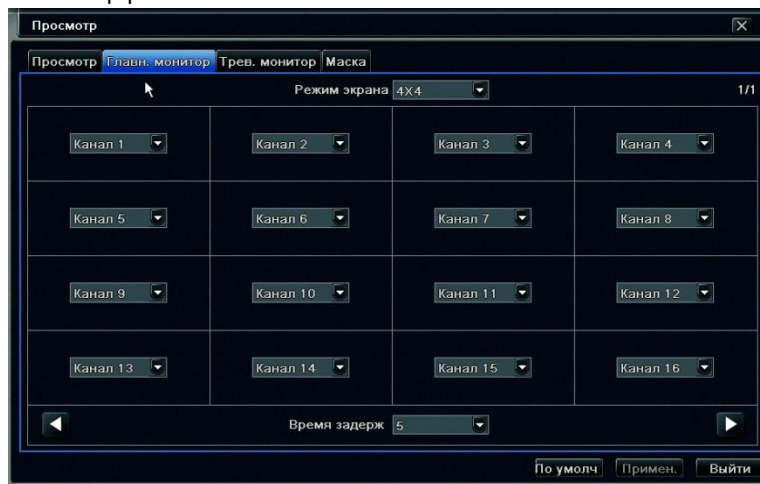 Просмотр
Просмотр Главн. монитор Трев. монитор Маска
Режим экрана 4X4 1/1
Канал 1 Канал 2 Канал 3 Канал 4
Канал 5 Канал 6 Канал 7 Канал 8
Канал 9 Канал 10 Канал 11 Канал 12
Канал 13 Канал 14 Канал 15 Канал 16
Время задерж 5
По умолч Примен. Выйти